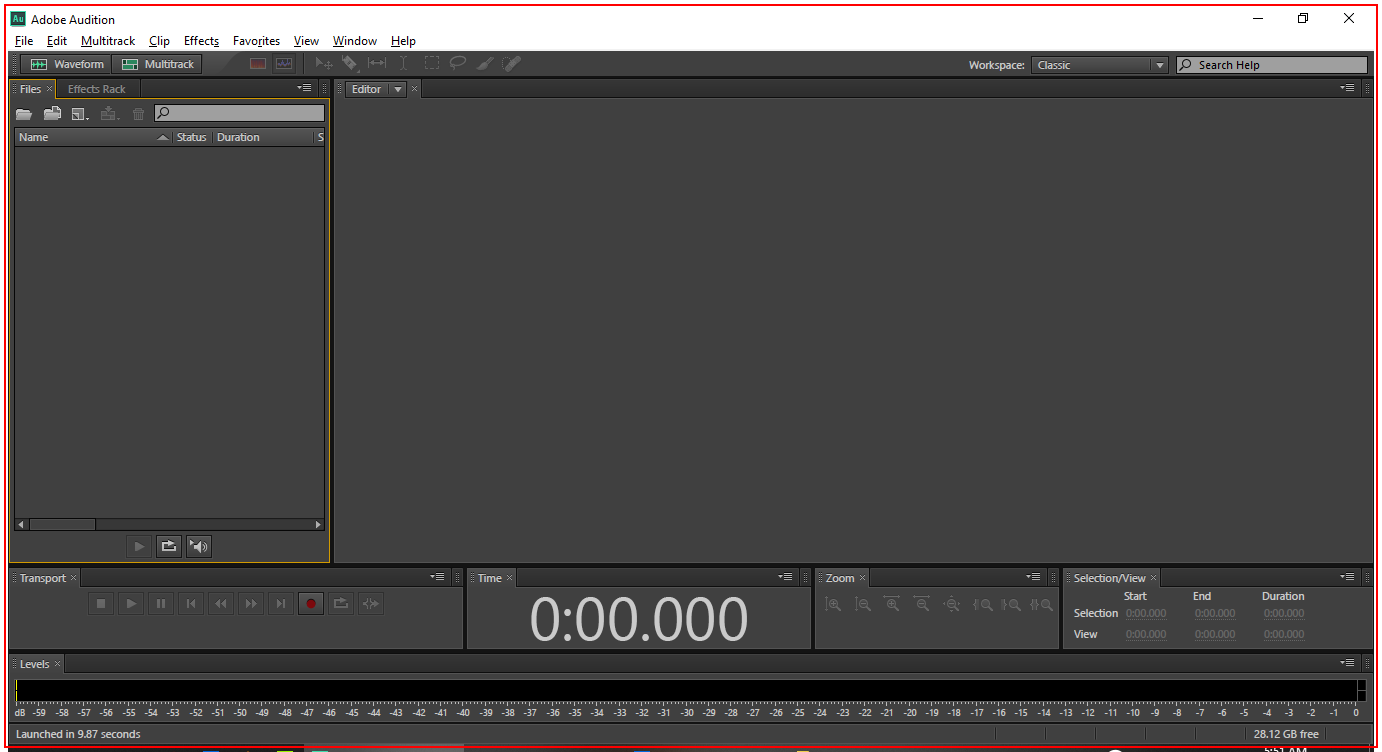 Au Adobe Audition
File Edit Multitrack Clip Effects Favorites View Window Help
Waveform Multitrack Workspace: Classic Search Help
Files × Effects Rack Editor ×
Name Status Duration S
Transport × Time × Zoom × Selection/View ×
0:00.000
Start End Duration
Selection 0:00.000 0:00.000 0:00.000
View 0:00.000 0:00.000 0:00.000
Levels ×
dB -59 -58 -57 -56 -55 -54 -53 -52 -51 -50 -49 -48 -47 -46 -45 -44 -43 -42 -41 -40 -39 -38 -37 -36 -35 -34 -33 -32 -31 -30 -29 -28 -27 -26 -25 -24 -23 -22 -21 -20 -19 -18 -17 -16 -15 -14 -13 -12 -11 -10 -9 -8 -7 -6 -5 -4 -3 -2 -1 0
Launched in 9.87 seconds 28.12 GB free
5:51 AM